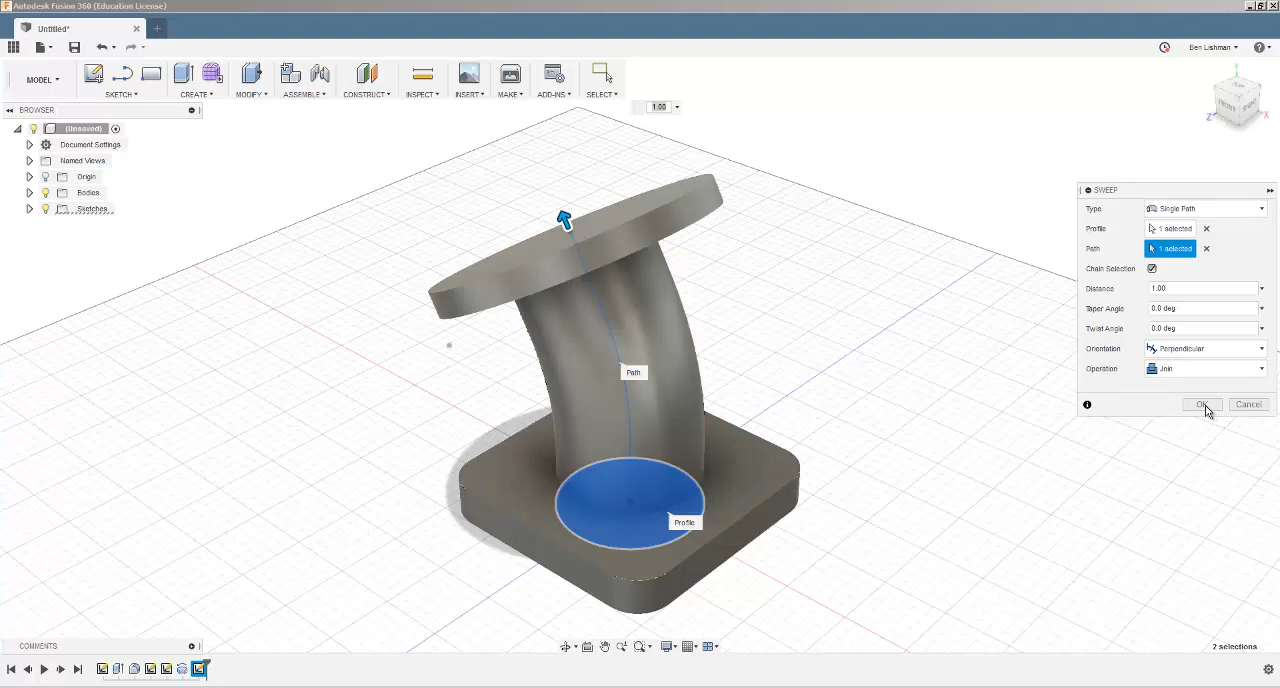 Autodesk Fusion 360 (Education License)
Untitled*
Ben Lishman
MODEL
SKETCH
CREATE
MODIFY
ASSEMBLE
CONSTRUCT
INSPECT
INSERT
MAKE
ADD-INS
SELECT
BROWSER
1.00
(Unsaved)
Document Settings
Named Views
Origin
Bodies
Sketches
FRONT
RIGHT
Y
Z
X
SWEEP
Type Single Path
Profile 1 selected
Path 1 selected
Chain Selection
Distance 1.00
Taper Angle 0.0 deg
Twist Angle 0.0 deg
Orientation Perpendicular
Operation Join
OK Cancel
Path
Profile
COMMENTS
2 selections